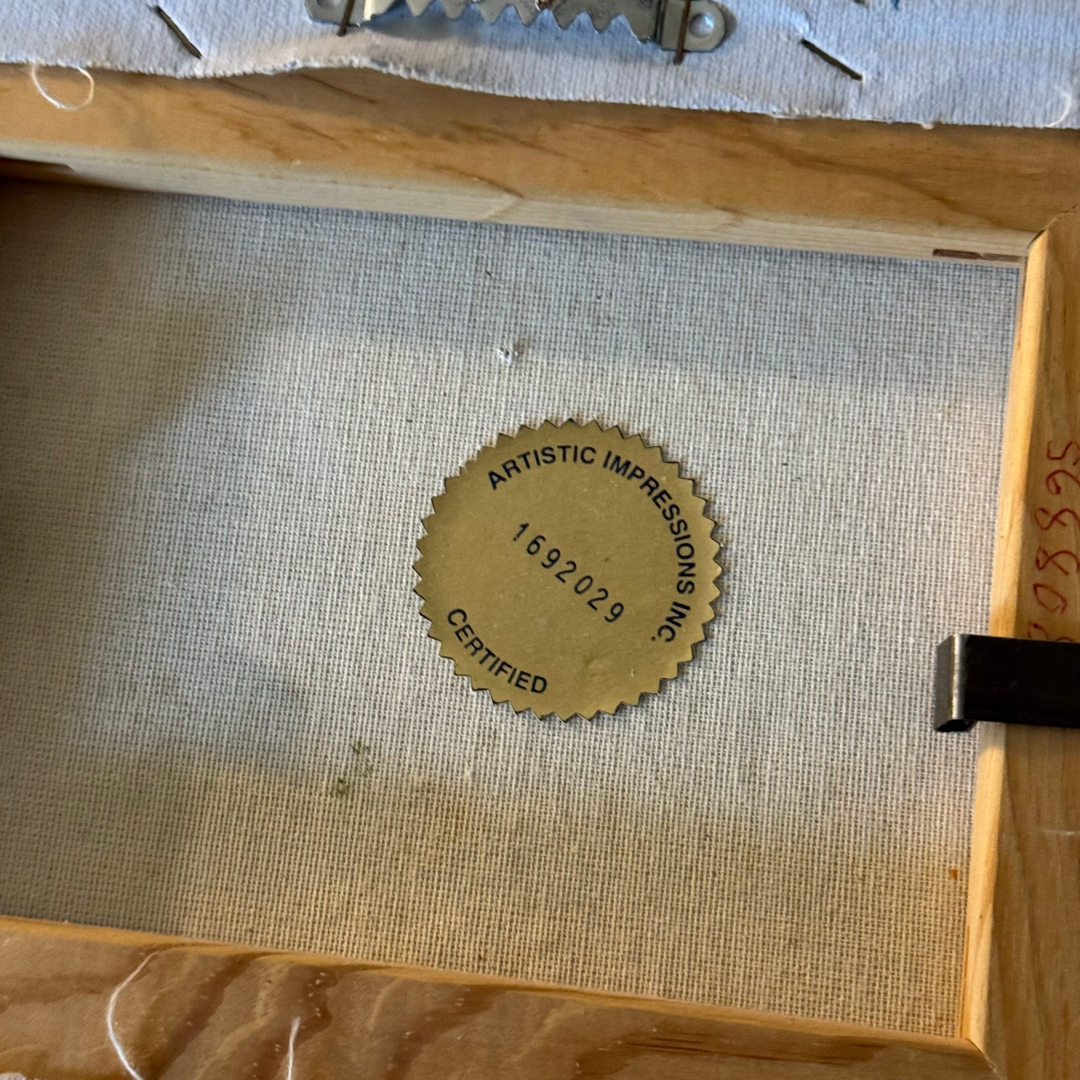 ARTISTIC IMPRESSIONS INC.
1692029
CERTIFIED